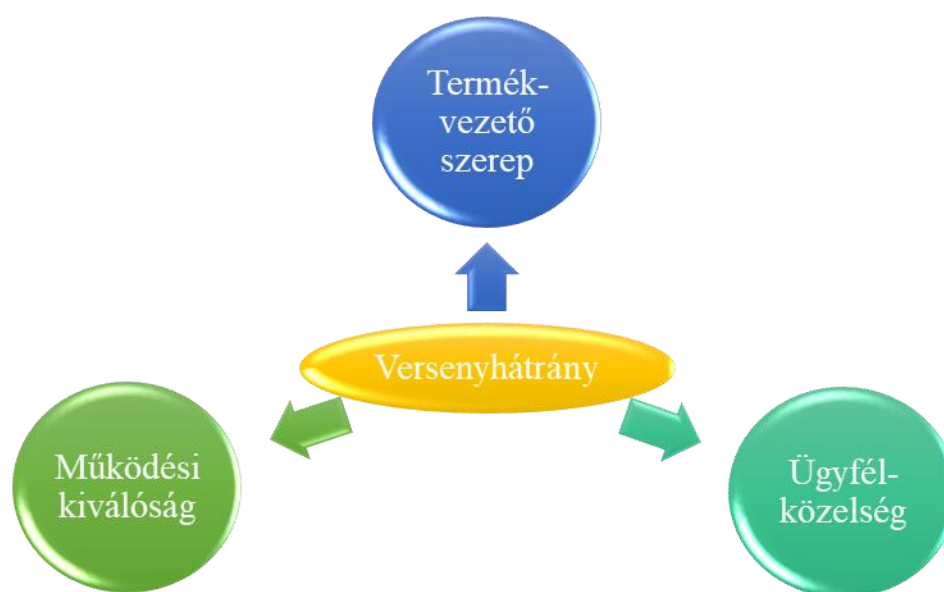 Termék-
vezető
szerep
Versenyhátrány
Működési
kiválóság
Ügyfél-
közelség